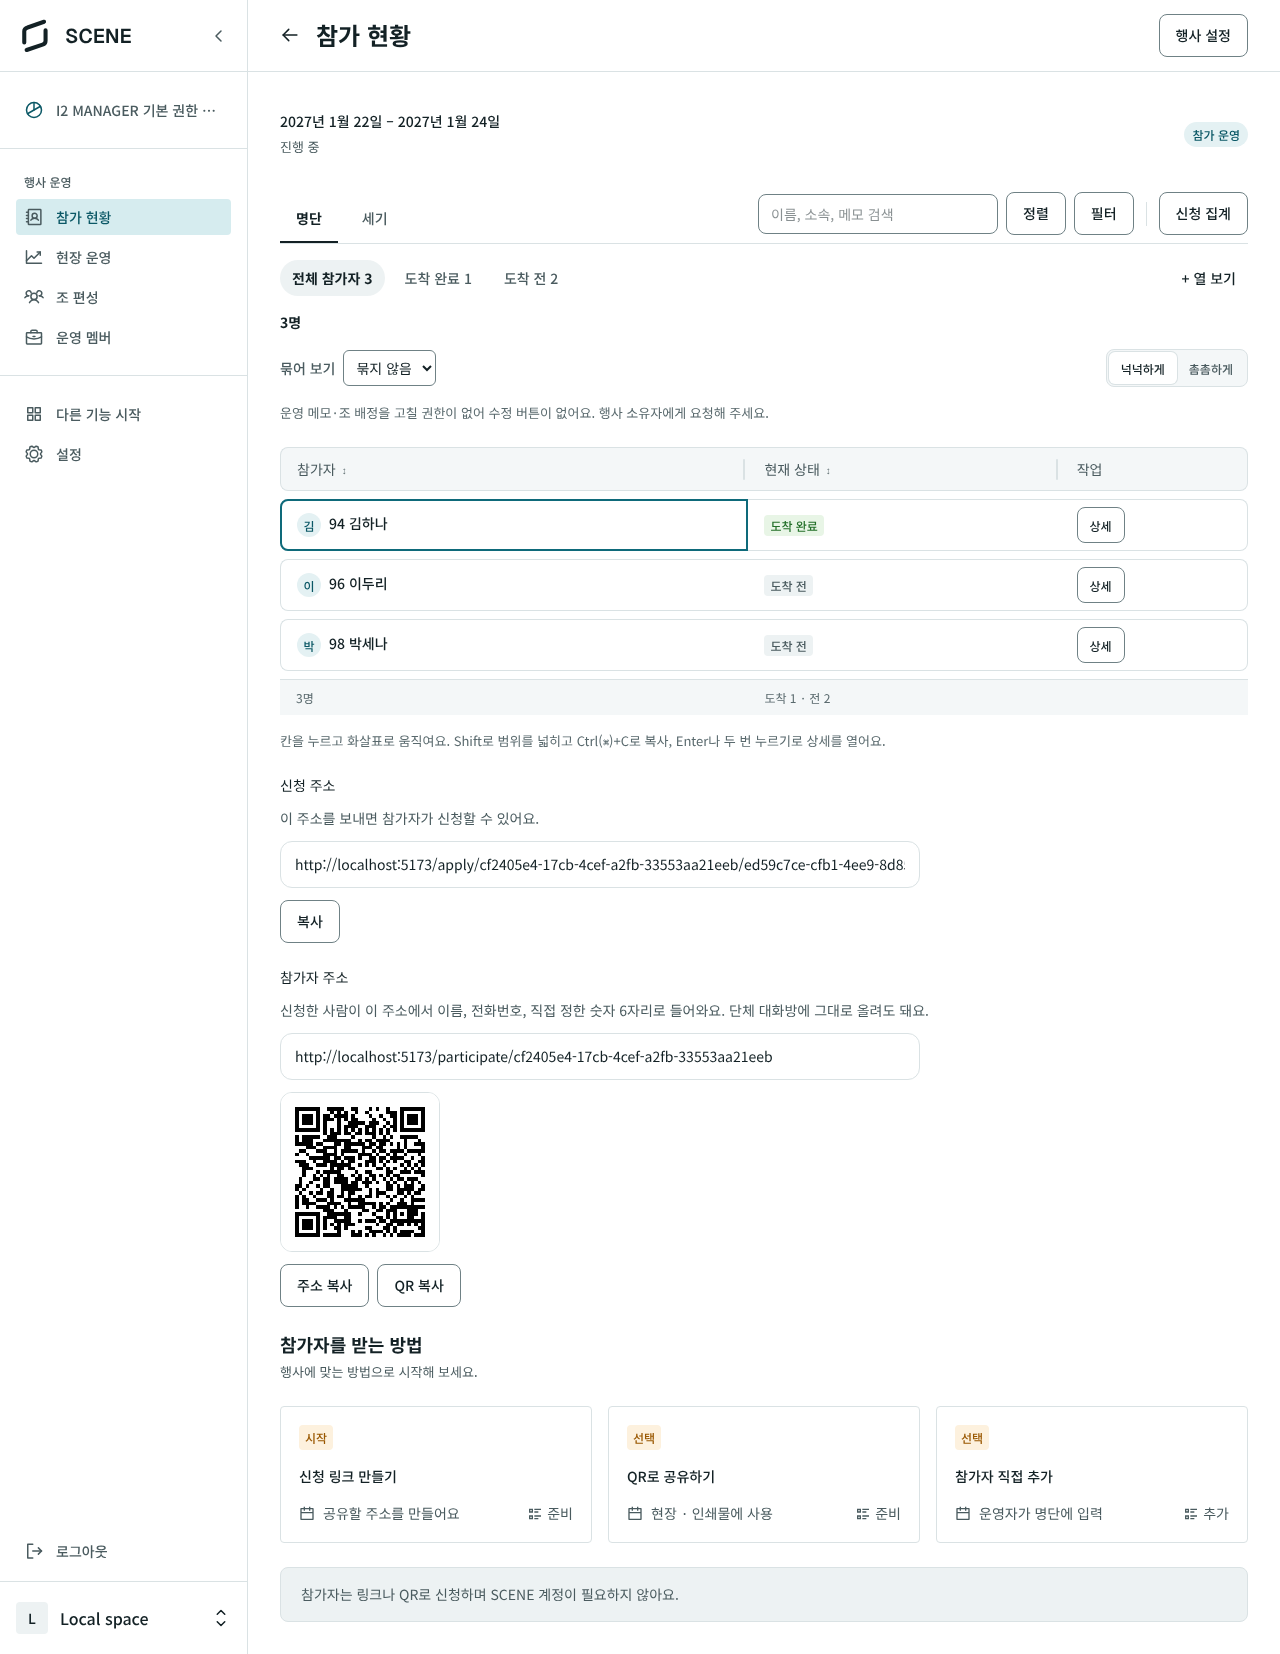 SCENE
I2 MANAGER 기본 권한 …
행사 운영
참가 현황
현장 운영
조 편성
운영 멤버
다른 기능 시작
설정
로그아웃
L Local space
참가 현황
행사 설정
2027년 1월 22일 – 2027년 1월 24일
진행 중
참가 운영
명단 세기
이름, 소속, 메모 검색
정렬 필터 신청 집계
전체 참가자 3 도착 완료 1 도착 전 2
+ 열 보기
3명
묶어 보기 묶지 않음
넉넉하게 촘촘하게
운영 메모·조 배정을 고칠 권한이 없어 수정 버튼이 없어요. 행사 소유자에게 요청해 주세요.
참가자 ↕ 현재 상태 ↕ 작업
김 94 김하나 도착 완료 상세
이 96 이두리 도착 전 상세
박 98 박세나 도착 전 상세
3명 도착 1 · 전 2
칸을 누르고 화살표로 움직여요. Shift로 범위를 넓히고 Ctrl(⌘)+C로 복사, Enter나 두 번 누르기로 상세를 열어요.
신청 주소
이 주소를 보내면 참가자가 신청할 수 있어요.
http://localhost:5173/apply/cf2405e4-17cb-4cef-a2fb-33553aa21eeb/ed59c7ce-cfb1-4ee9-8d8
복사
참가자 주소
신청한 사람이 이 주소에서 이름, 전화번호, 직접 정한 숫자 6자리로 들어와요. 단체 대화방에 그대로 올려도 돼요.
http://localhost:5173/participate/cf2405e4-17cb-4cef-a2fb-33553aa21eeb
주소 복사 QR 복사
참가자를 받는 방법
행사에 맞는 방법으로 시작해 보세요.
시작
신청 링크 만들기
공유할 주소를 만들어요 준비
선택
QR로 공유하기
현장 · 인쇄물에 사용 준비
선택
참가자 직접 추가
운영자가 명단에 입력 추가
참가자는 링크나 QR로 신청하며 SCENE 계정이 필요하지 않아요.